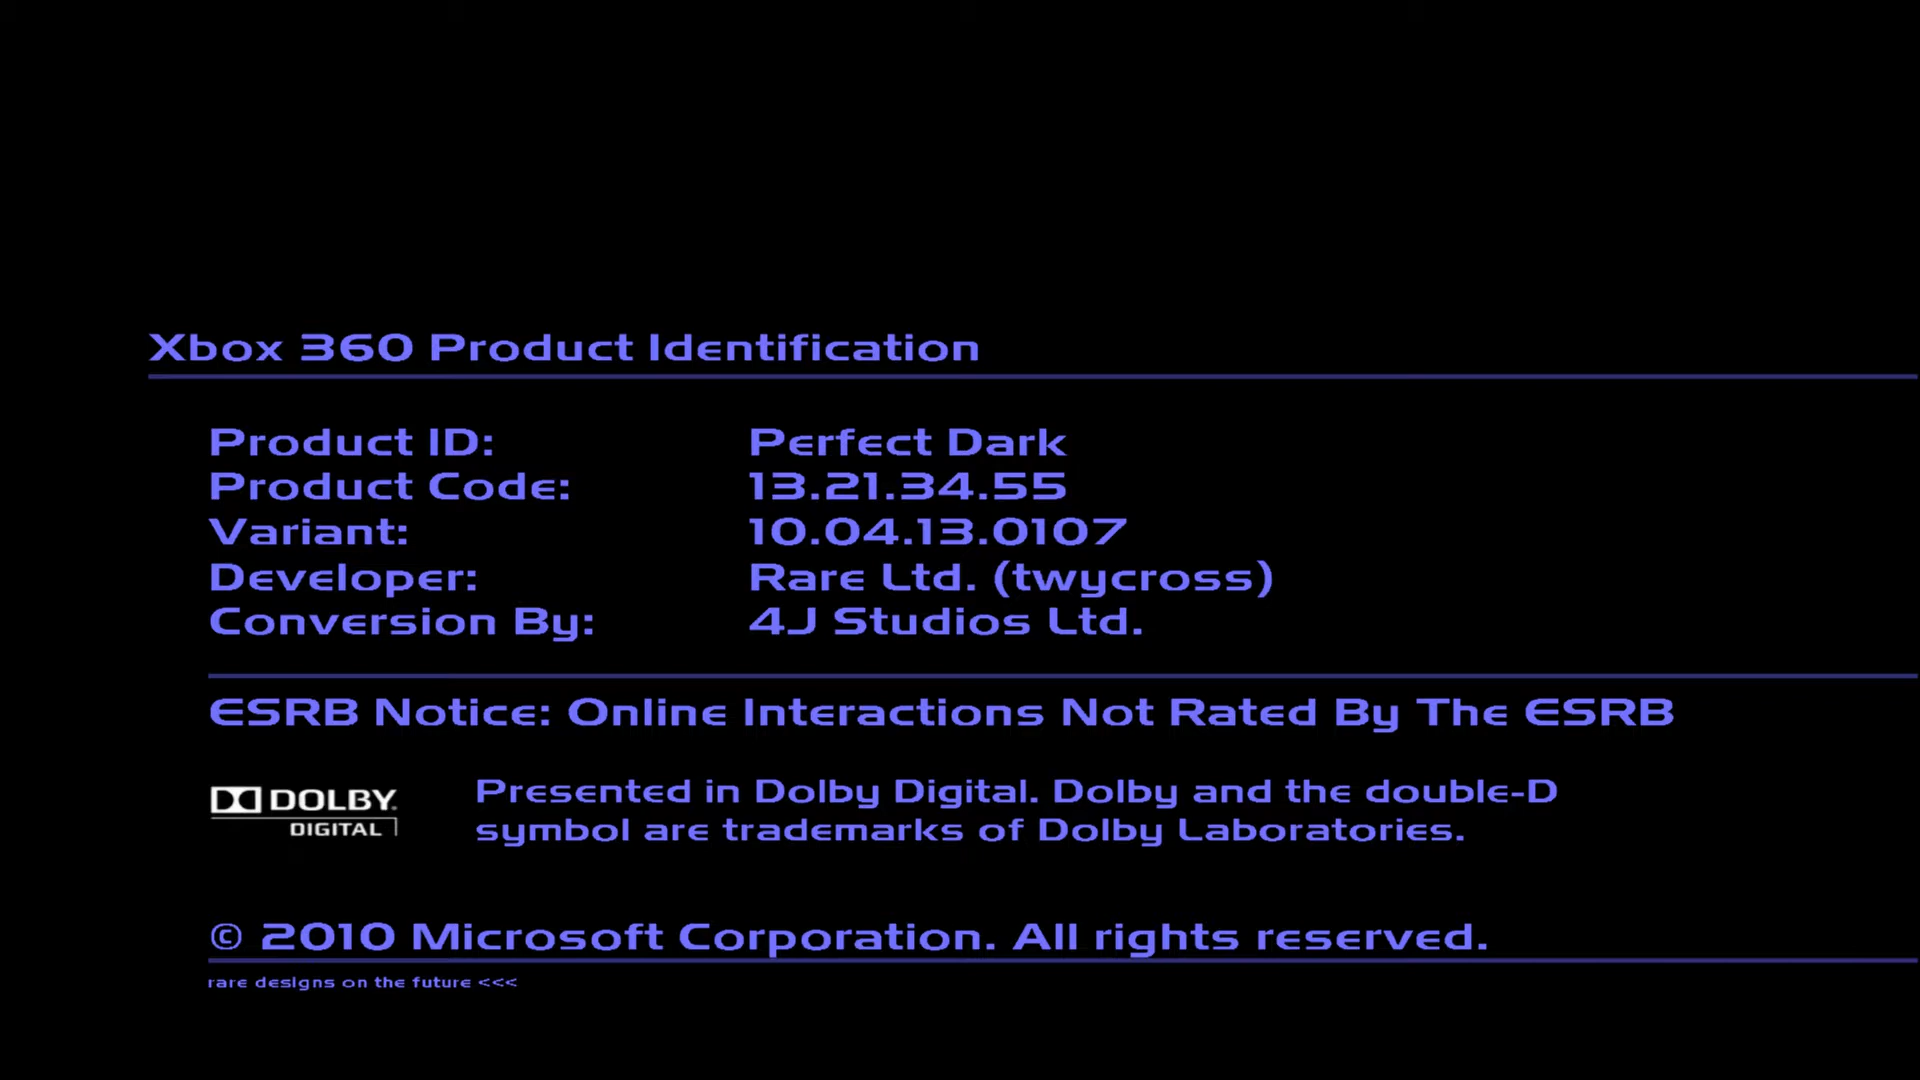 Xbox 360 Product Identification
Product ID: Perfect Dark
Product Code: 13.21.34.55
Variant: 10.04.13.0107
Developer: Rare Ltd. (twycross)
Conversion By: 4J Studios Ltd.
ESRB Notice: Online Interactions Not Rated By The ESRB
DOLBY
DIGITAL
Presented in Dolby Digital. Dolby and the double-D
symbol are trademarks of Dolby Laboratories.
© 2010 Microsoft Corporation. All rights reserved.
rare designs on the future <<<